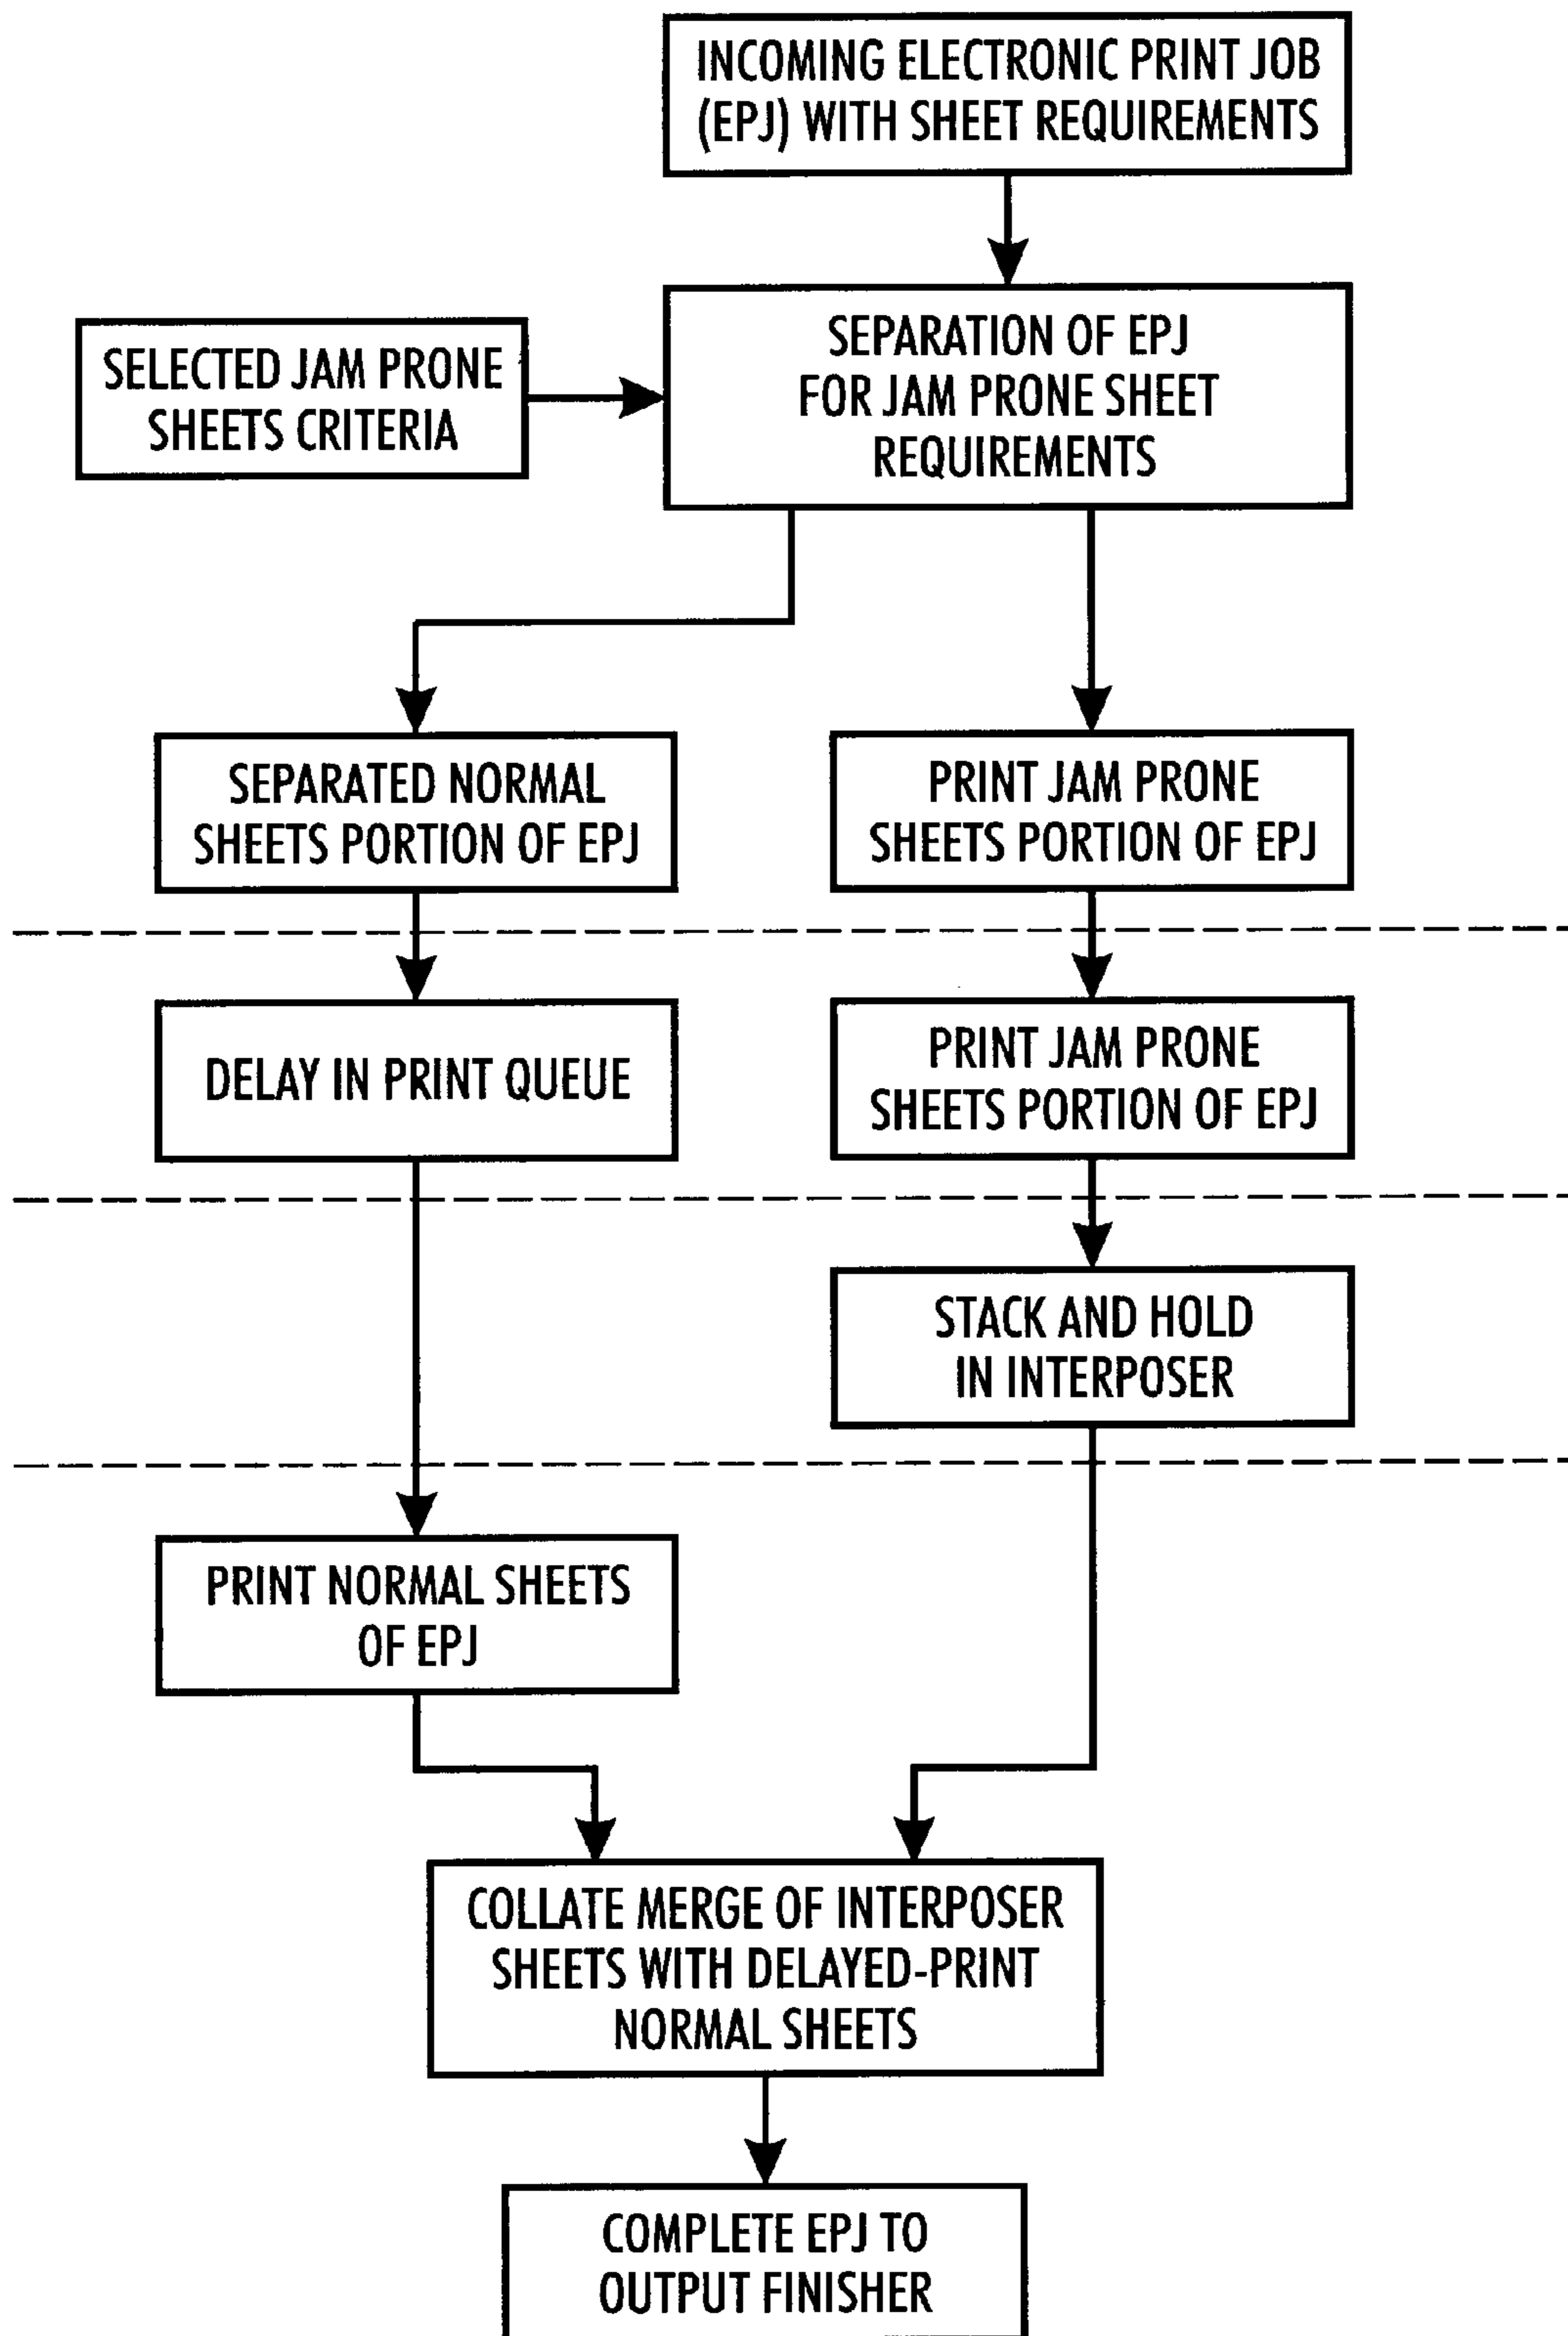 INCOMING ELECTRONIC PRINT JOB
(EPJ) WITH SHEET REQUIREMENTS
SELECTED JAM PRONE
SHEETS CRITERIA
SEPARATION OF EPJ
FOR JAM PRONE SHEET
REQUIREMENTS
SEPARATED NORMAL
SHEETS PORTION OF EPJ
PRINT JAM PRONE
SHEETS PORTION OF EPJ
DELAY IN PRINT QUEUE
PRINT JAM PRONE
SHEETS PORTION OF EPJ
STACK AND HOLD
IN INTERPOSER
PRINT NORMAL SHEETS
OF EPJ
COLLATE MERGE OF INTERPOSER
SHEETS WITH DELAYED-PRINT
NORMAL SHEETS
COMPLETE EPJ TO
OUTPUT FINISHER